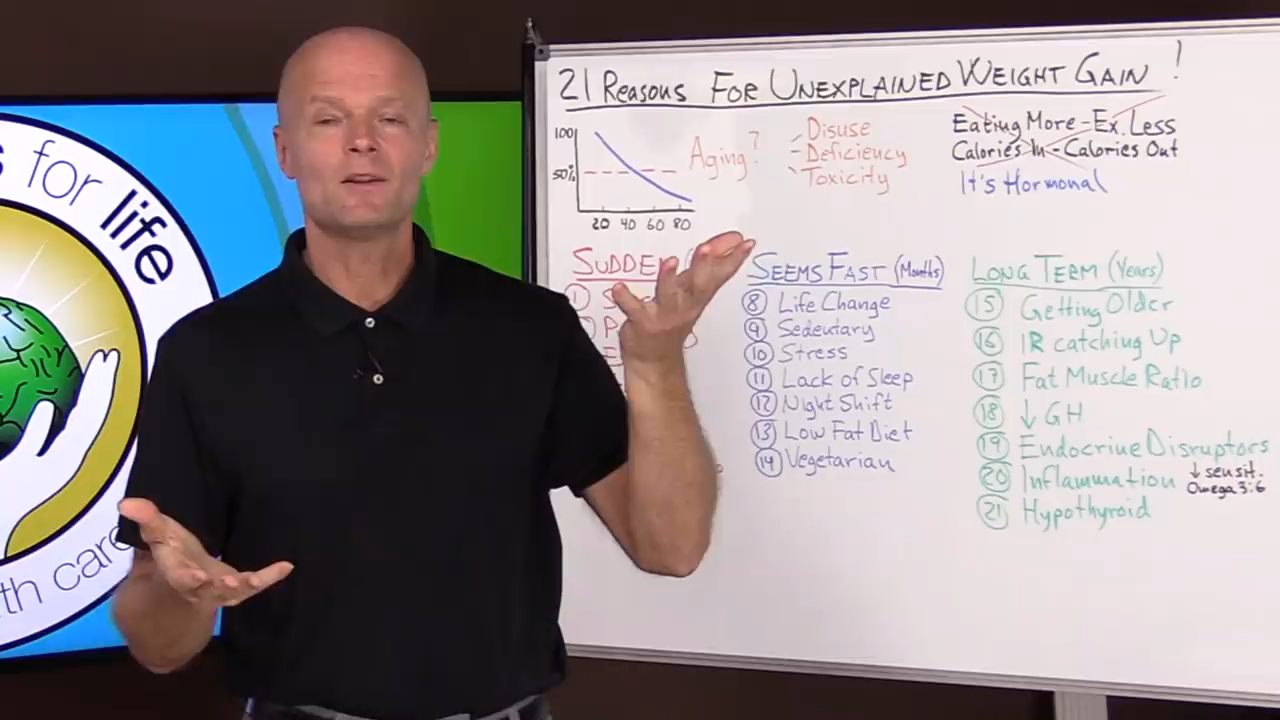 21 Reasons For Unexplained Weight Gain!
100
50%
20 40 60 80
Aging?
Disuse
Deficiency
Toxicity
Eating More - Ex. Less
Calories In - Calories Out
It's Hormonal
Seems Fast (Months)
8 Life Change
9 Sedentary
10 Stress
11 Lack of Sleep
12 Night Shift
13 Low Fat Diet
14 Vegetarian
Long Term (Years)
15 Getting Older
16 IR catching Up
17 Fat Muscle Ratio
18 ↓ GH
19 Endocrine Disruptors
20 Inflammation ↓ sensit.
Omega 3:6
21 Hypothyroid
for life